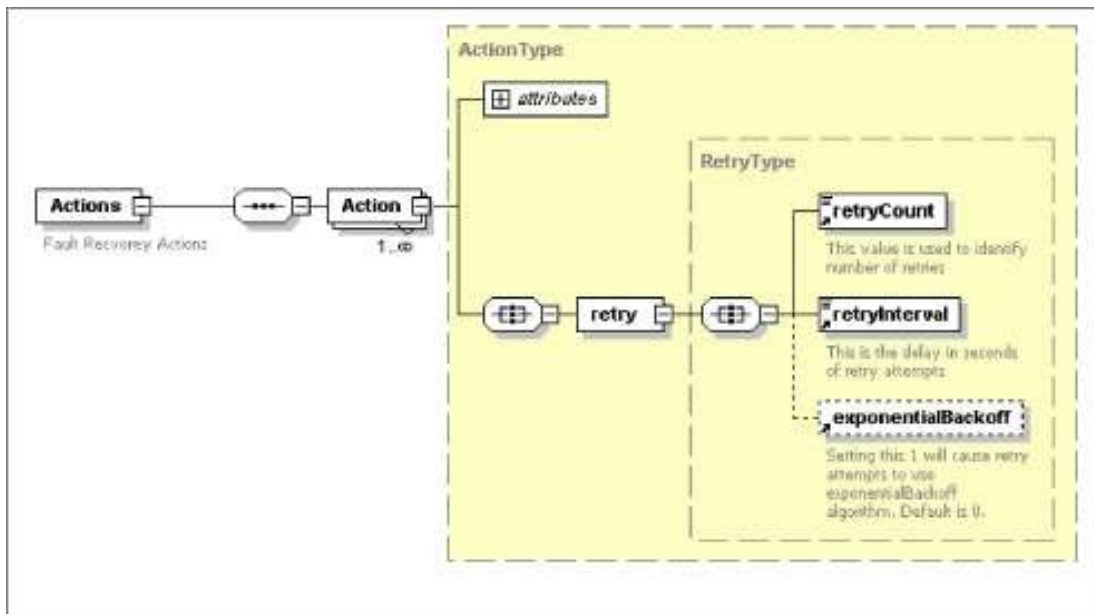 ActionType
attributes
RetryType
Actions
Action
retryCount
Fault Recvorey Actions
1..∞
This value is used to identify
number of retries
retry
retryInterval
This is the delay in seconds
of retry attempts
exponentialBackoff
Setting this 1 will cause retry
attempts to use
exponentialBackoff
algorithm. Default is 0.